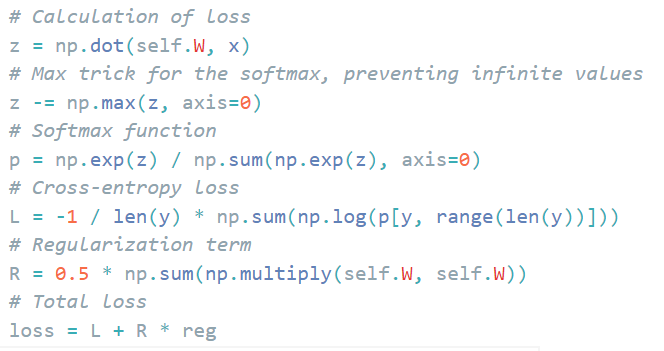 # Calculation of loss
z = np.dot(self.W, x)
# Max trick for the softmax, preventing infinite values
z -= np.max(z, axis=0)
# Softmax function
p = np.exp(z) / np.sum(np.exp(z), axis=0)
# Cross-entropy loss
L = -1 / len(y) * np.sum(np.log(p[y, range(len(y))]))
# Regularization term
R = 0.5 * np.sum(np.multiply(self.W, self.W))
# Total loss
loss = L + R * reg